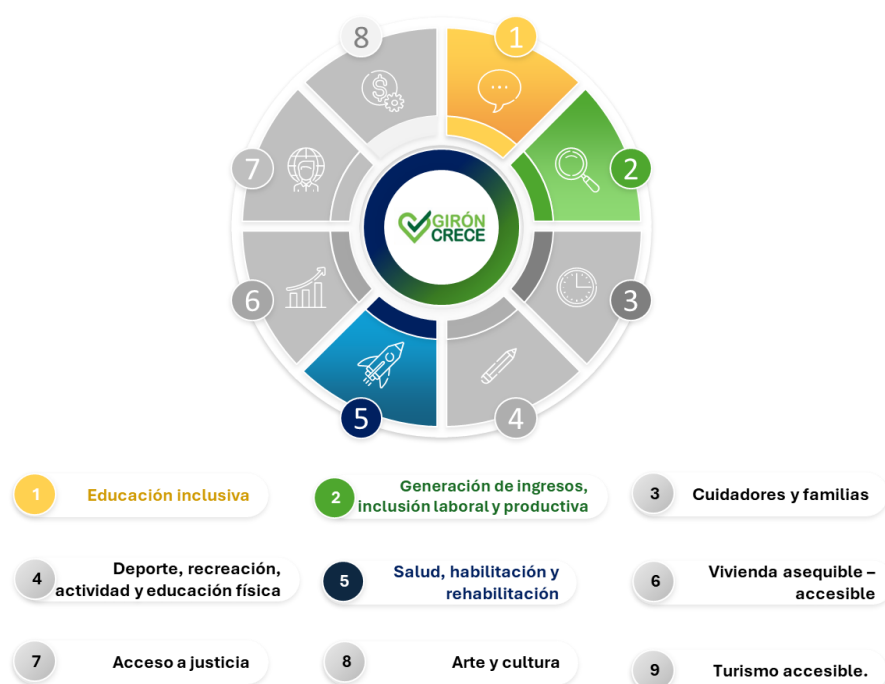 8
1
7
2
GIRÓN
CRECE
6
3
5
4
1 Educación inclusiva
2 Generación de ingresos,
inclusión laboral y productiva
3 Cuidadores y familias
4 Deporte, recreación,
actividad y educación física
5 Salud, habilitación y
rehabilitación
6 Vivienda asequible –
accesible
7 Acceso a justicia
8 Arte y cultura
9 Turismo accesible.